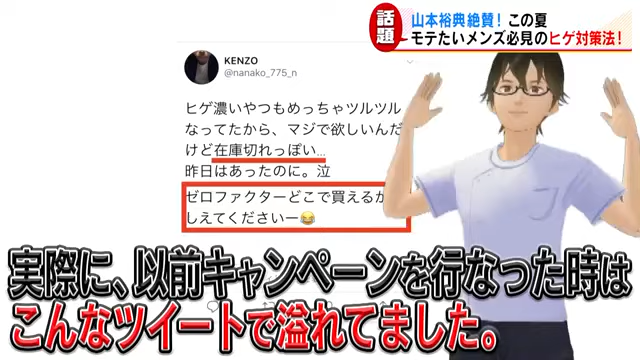 話題
山本裕典絶賛！この夏
モテたいメンズ必見のヒゲ対策法！
KENZO
@nanako_775_n
ヒゲ濃いやつもめっちゃツルツル
なってたから、マジで欲しいんだ
けど在庫切れっぽい...
昨日はあったのに。泣
ゼロファクターどこで買えるか
しえてくださいー😂
実際に、以前キャンペーンを行なった時は
こんなツイートで溢れてました。